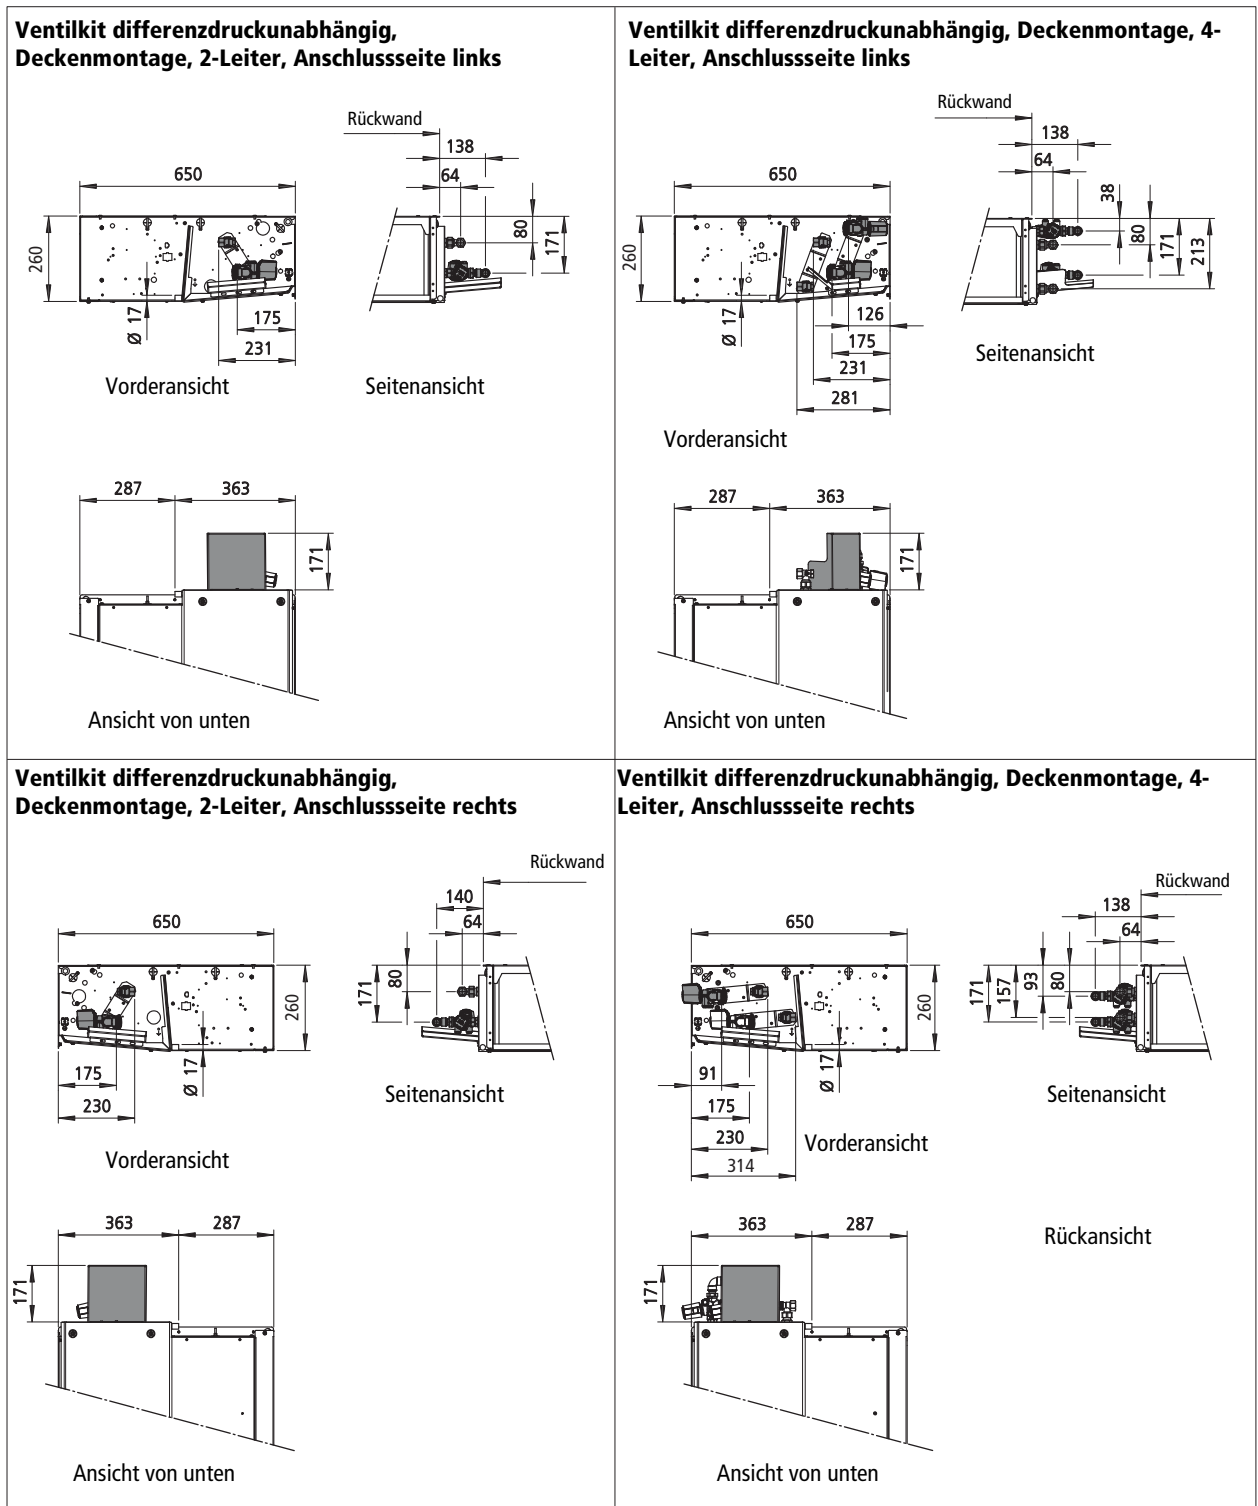 Ventilkit differenzdruckunabhängig,
Deckenmontage, 2-Leiter, Anschlussseite links
Rückwand
138
64
650
260
80
171
Ø 17
175
231
Vorderansicht
Seitenansicht
287
363
171
Ansicht von unten
Ventilkit differenzdruckunabhängig, Deckenmontage, 4-
Leiter, Anschlussseite links
Rückwand
138
64
38
650
260
80
171
213
Ø 17
126
175
231
281
Seitenansicht
Vorderansicht
287
363
171
Ansicht von unten
Ventilkit differenzdruckunabhängig,
Deckenmontage, 2-Leiter, Anschlussseite rechts
Rückwand
140
64
650
80
171
260
Ø 17
175
230
Seitenansicht
Vorderansicht
363
287
171
Ansicht von unten
Ventilkit differenzdruckunabhängig, Deckenmontage, 4-
Leiter, Anschlussseite rechts
Rückwand
138
64
650
171
157
93
80
260
Ø 17
91
175
230
314
Seitenansicht
Vorderansicht
363
287
Rückansicht
171
Ansicht von unten